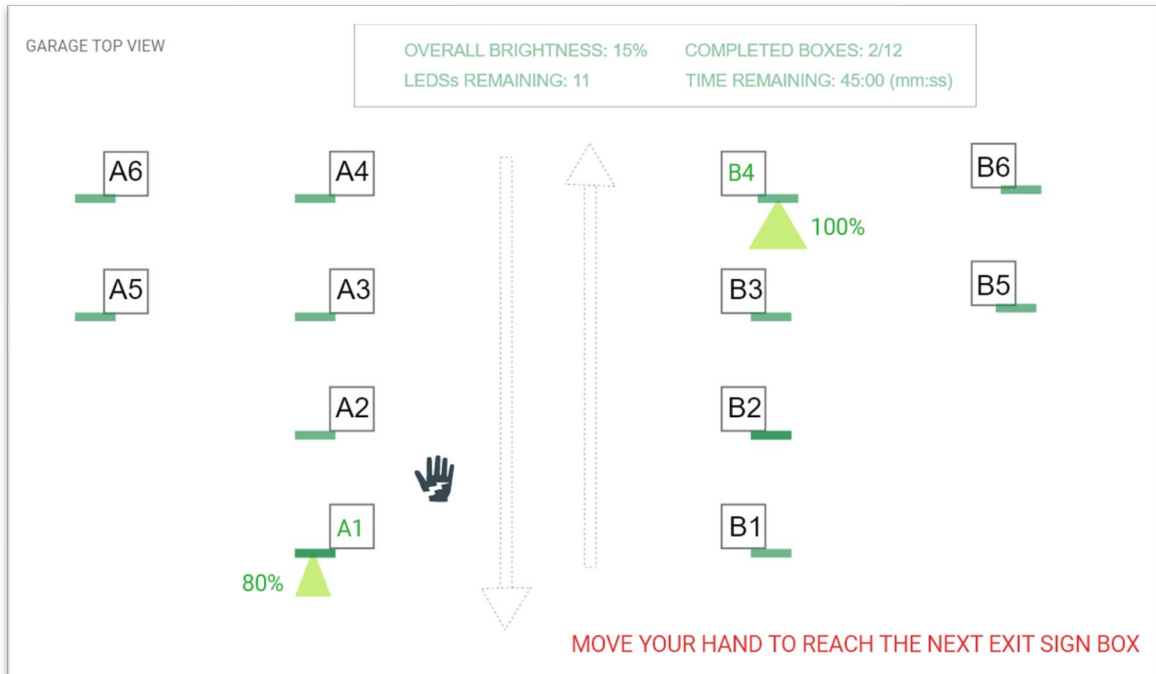 GARAGE TOP VIEW
OVERALL BRIGHTNESS: 15% COMPLETED BOXES: 2/12
LEDSs REMAINING: 11 TIME REMAINING: 45:00 (mm:ss)
A6 A4 B4 B6
100%
A5 A3 B3 B5
A2 B2
A1 B1
80%
MOVE YOUR HAND TO REACH THE NEXT EXIT SIGN BOX